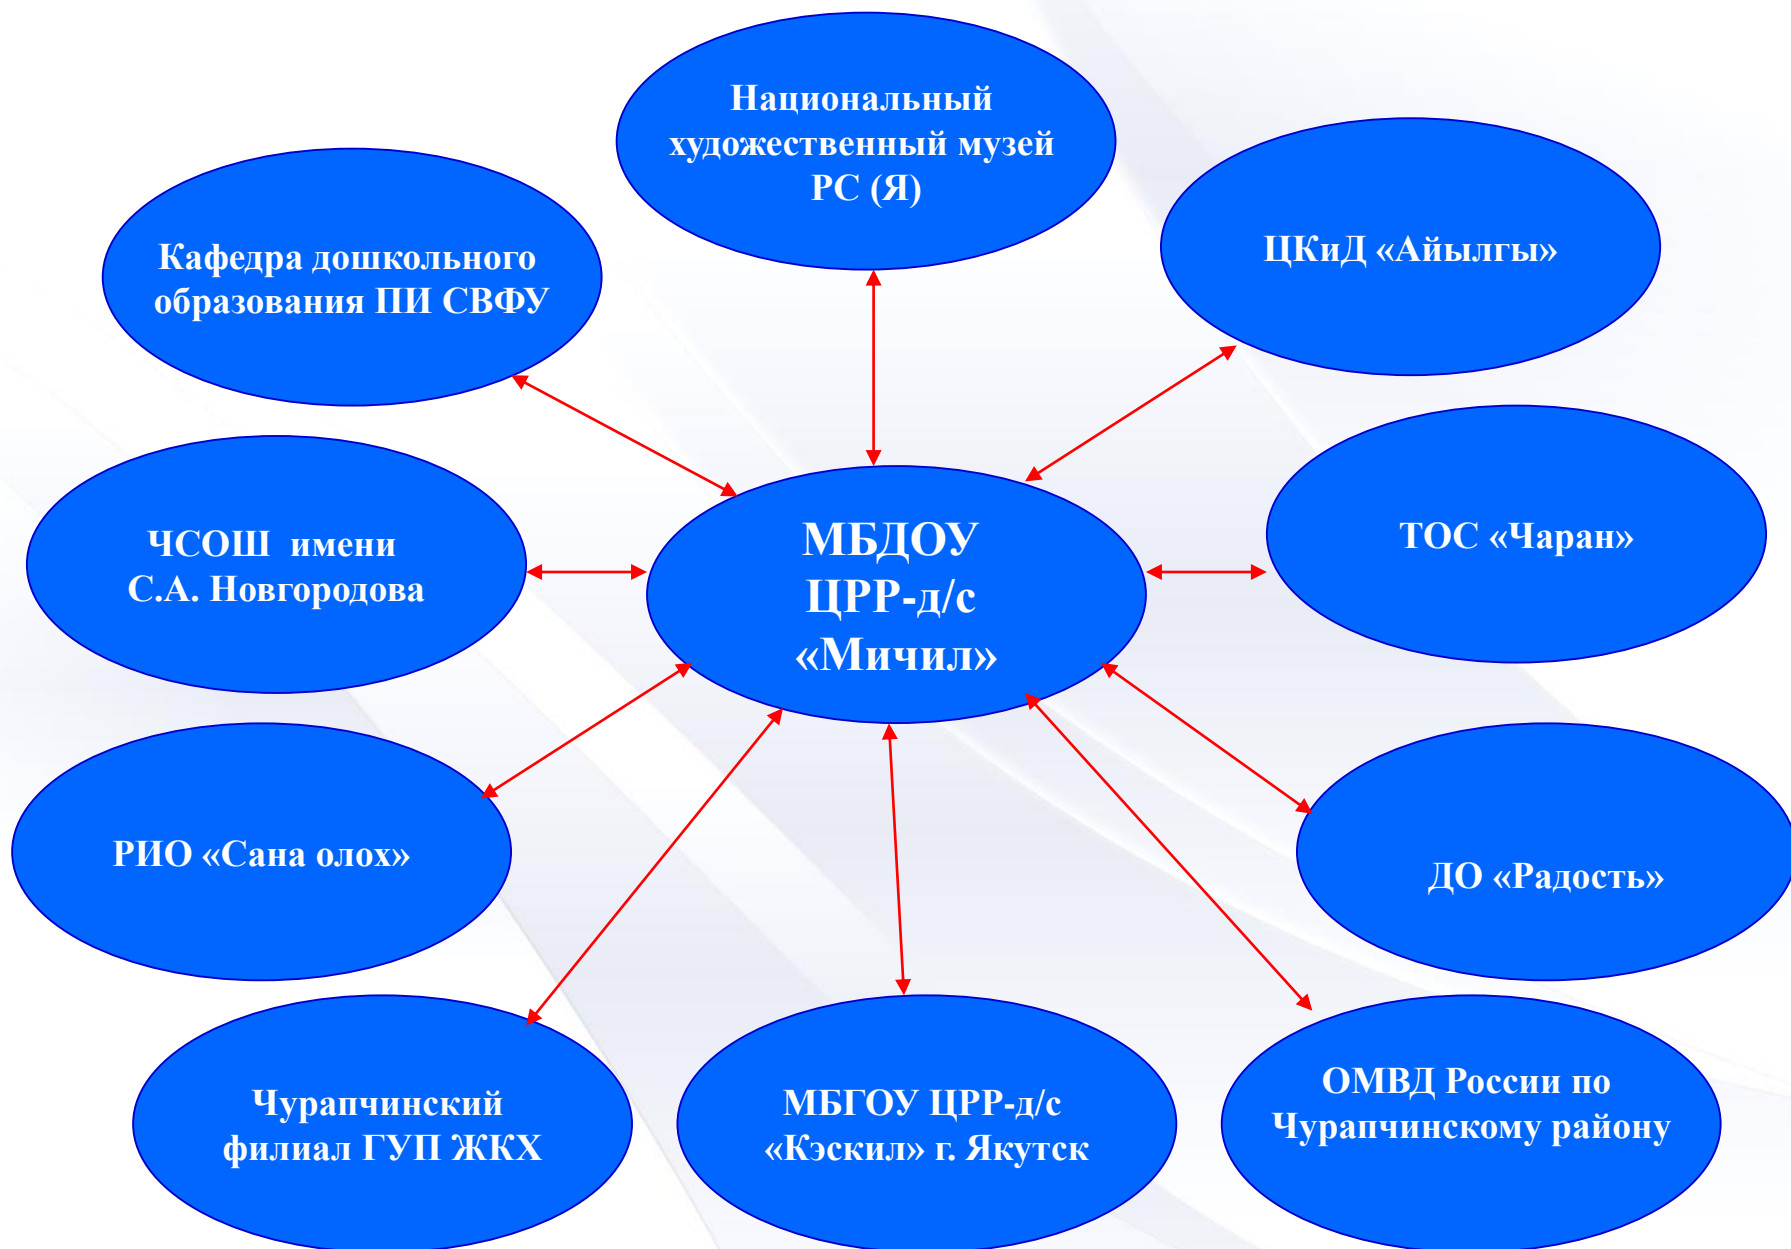 Национальный
художественный музей
РС (Я)
ЦКиД «Айылгы»
Кафедра дошкольного
образования ПИ СВФУ
ЧСОШ имени
С.А. Новгородова
МБДОУ
ЦРР-д/с
«Мичил»
ТОС «Чаран»
РИО «Сана олох»
ДО «Радость»
Чурапчинский
филиал ГУП ЖКХ
МБГОУ ЦРР-д/с
«Кэскил» г. Якутск
ОМВД России по
Чурапчинскому району